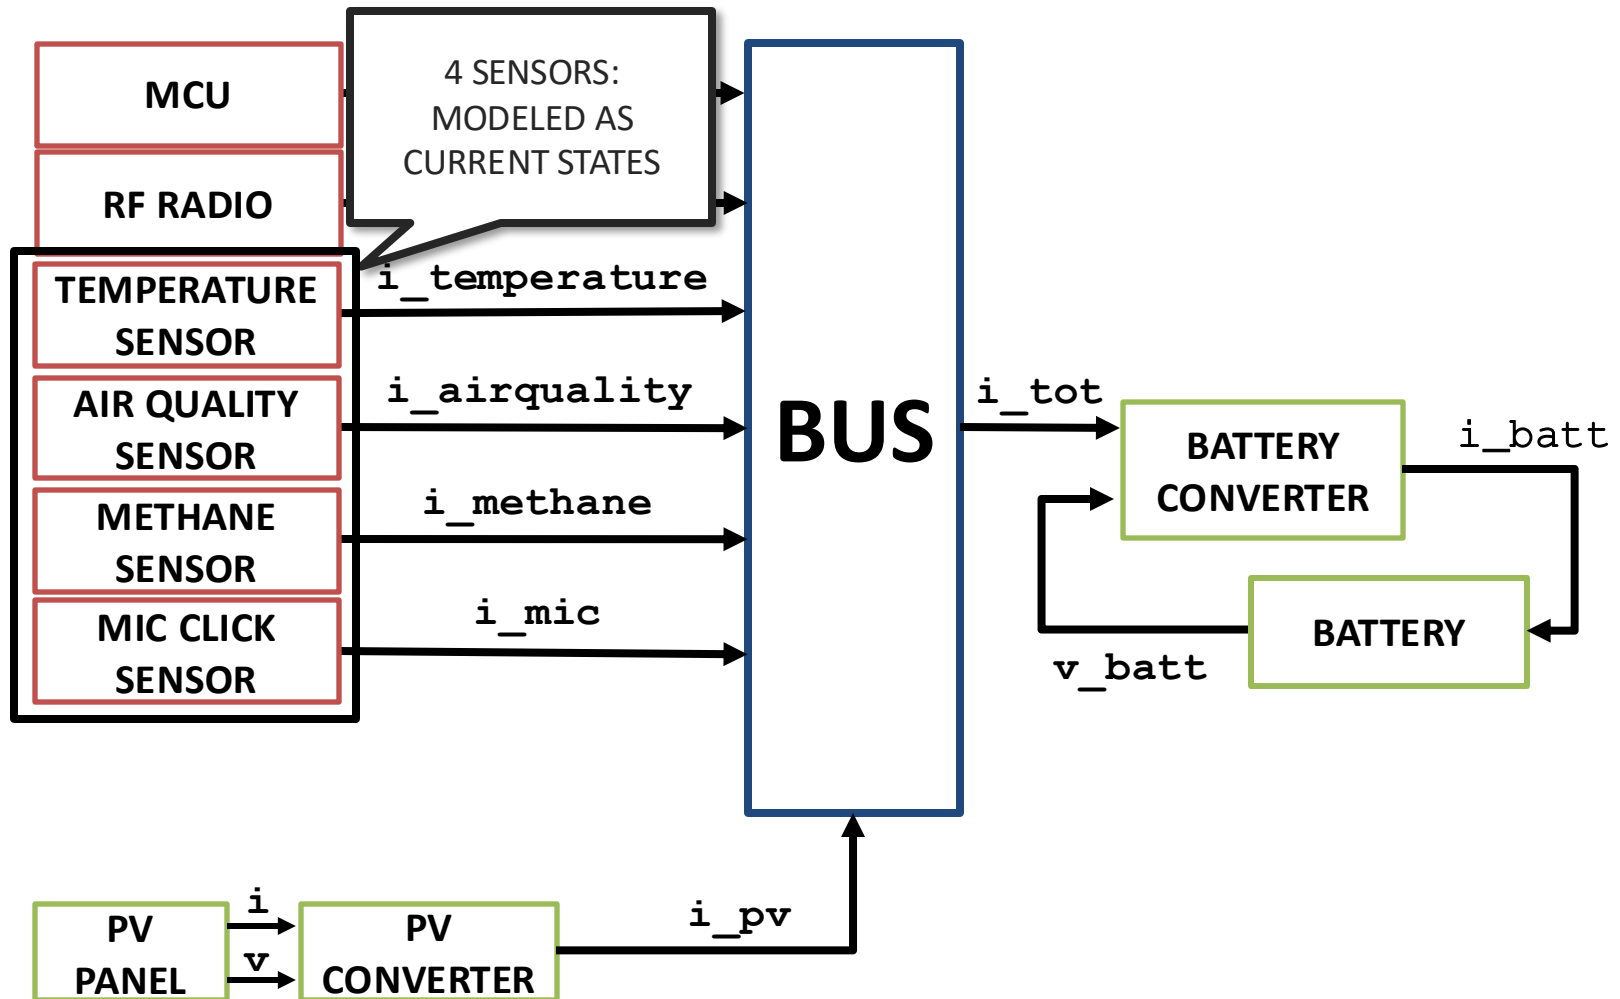 MCU
4 SENSORS:
MODELED AS
CURRENT STATES
RF RADIO
TEMPERATURE
SENSOR
i_temperature
AIR QUALITY
SENSOR
i_airquality
METHANE
SENSOR
i_methane
MIC CLICK
SENSOR
i_mic
BUS
i_tot
BATTERY
CONVERTER
i_batt
BATTERY
v_batt
PV
PANEL
i
v
PV
CONVERTER
i_pv